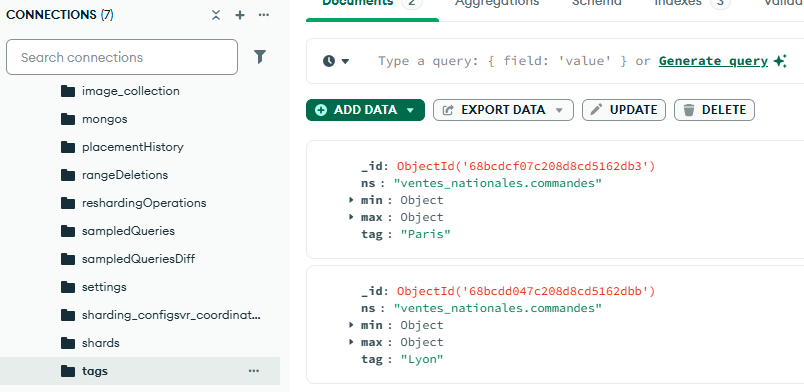 CONNECTIONS (7)
Search connections
image_collection
mongos
placementHistory
rangeDeletions
reshardingOperations
sampledQueries
sampledQueriesDiff
settings
sharding_configsvr_coordinat...
shards
tags
Documents 2 Aggregations Schema Indexes 3 Valida
Type a query: { field: 'value' } or Generate query
ADD DATA EXPORT DATA UPDATE DELETE
_id: ObjectId('68bcdcf07c208d8cd5162db3')
ns : "ventes_nationales.commandes"
min : Object
max : Object
tag : "Paris"
_id: ObjectId('68bcdd047c208d8cd5162dbb')
ns : "ventes_nationales.commandes"
min : Object
max : Object
tag : "Lyon"